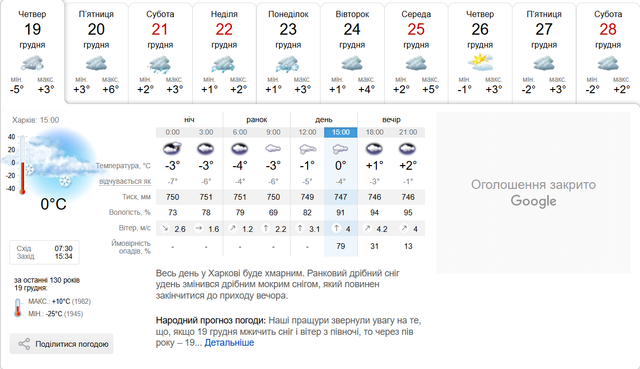 Четвер П'ятниця Субота Неділя Понеділок Вівторок Середа Четвер П'ятниця Субота
19 20 21 22 23 24 25 26 27 28
грудня грудня грудня грудня грудня грудня грудня грудня грудня грудня
мін. макс. мін. макс. мін. макс. мін. макс. мін. макс. мін. макс. мін. макс. мін. макс. мін. макс. мін. макс.
-5° +3° +3° +6° +2° +3° +1° +2° +1° +3° +1° +4° +2° +5° -1° +3° -2° +3° -2° +2°
Харків: 15:00
40
20
0
-20
-40
0°C
Схід 07:30
Захід 15:34
за останні 130 років
19 грудня:
МАКС.: +10°C (1982)
МІН.: -25°C (1945)
Поділитися погодою
ніч ранок день вечір
0:00 3:00 6:00 9:00 12:00 15:00 18:00 21:00
Температура, °C -3° -3° -4° -3° -1° 0° +1° +2°
відчувається як -7° -6° -4° -4° -5° -4° -3° -1°
Тиск, мм 750 751 751 750 749 747 746 746
Вологість, % 73 78 79 69 82 91 94 95
Вітер, м/с 2.6 1.6 1.2 2.2 3.1 4 4.2 4
Ймовірність
опадів, % - - - - - 79 31 13
Весь день у Харкові буде хмарним. Ранковий дрібний сніг
удень змінився дрібним мокрим снігом, який повинен
закінчитися до приходу вечора.
Народний прогноз погоди: Наші пращури звернули увагу на те,
що, якщо 19 грудня мжичить сніг і вітер з півночі, то через пів
року – 19... Детальніше
Оголошення закрито
Google